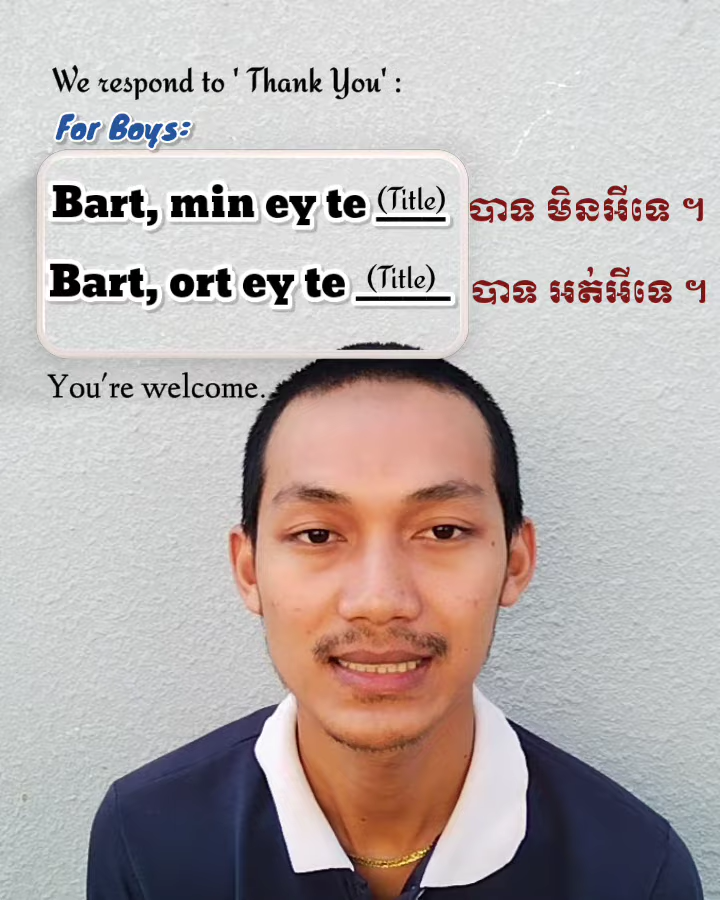 We respond to ' Thank You' :
For Boys:
Bart, min ey te (Title) បាទ មិនអីទេ ។
Bart, ort ey te (Title) បាទ អត់អីទេ ។
You're welcome.